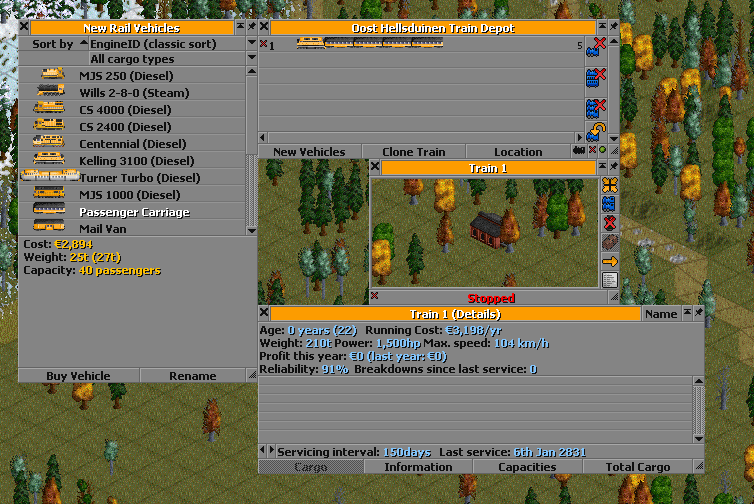 New Rail Vehicles
Sort by EngineID (classic sort)
All cargo types
MJS 250 (Diesel)
Wills 2-8-0 (Steam)
CS 4000 (Diesel)
CS 2400 (Diesel)
Centennial (Diesel)
Kelling 3100 (Diesel)
Turner Turbo (Diesel)
MJS 1000 (Diesel)
Passenger Carriage
Mail Van
Cost: €2,894
Weight: 25t (27t)
Capacity: 40 passengers
Buy Vehicle Rename
Oost Hellsduinen Train Depot
1 5
New Vehicles Clone Train Location
Train 1
Stopped
Train 1 (Details) Name
Age: 0 years (22) Running Cost: €3,198/yr
Weight: 210t Power: 1,500hp Max. speed: 104 km/h
Profit this year: €0 (last year: €0)
Reliability: 91% Breakdowns since last service: 0
Servicing interval: 150days Last service: 6th Jan 2831
Cargo Information Capacities Total Cargo